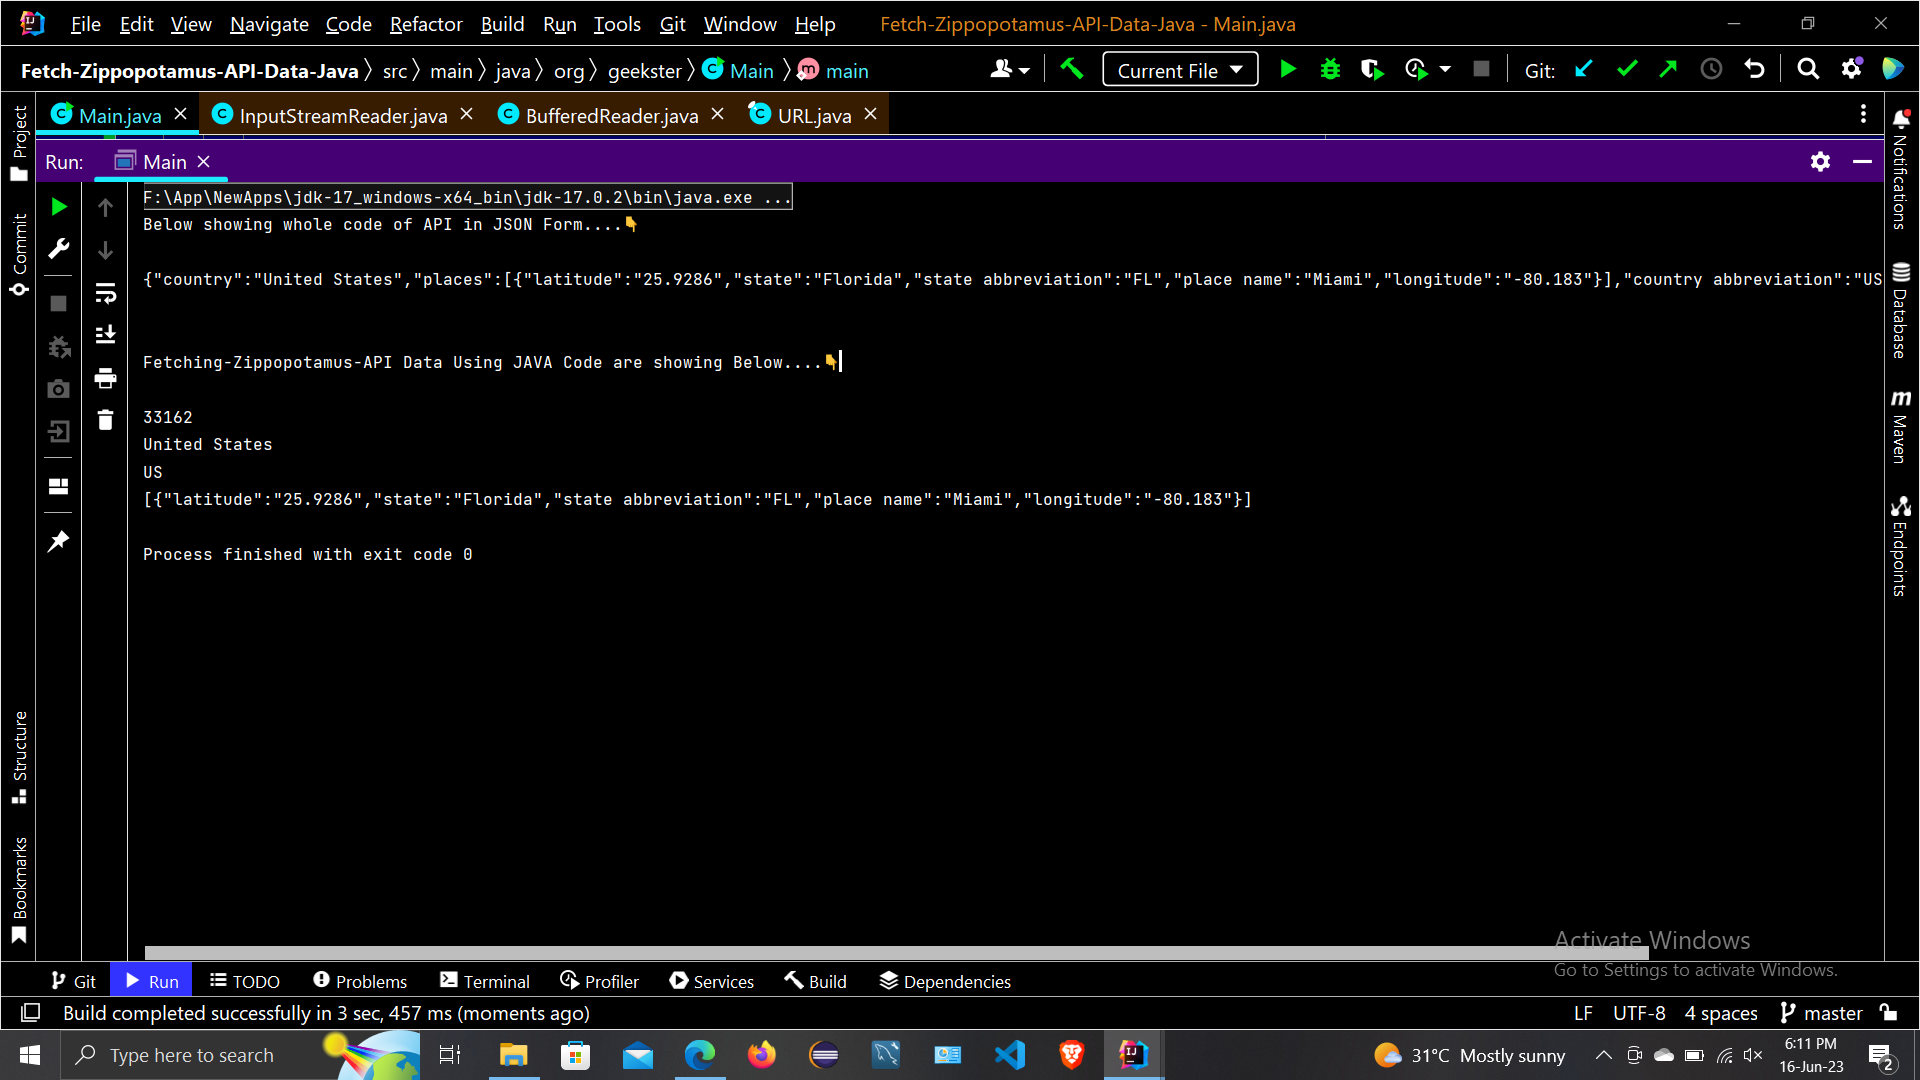 File Edit View Navigate Code Refactor Build Run Tools Git Window Help Fetch-Zippopotamus-API-Data-Java - Main.java
Fetch-Zippopotamus-API-Data-Java src main java org geekster Main main Current File Git:
Main.java InputStreamReader.java BufferedReader.java URL.java
Run: Main
F:\App\NewApps\jdk-17_windows-x64_bin\jdk-17.0.2\bin\java.exe ...
Below showing whole code of API in JSON Form....👇
{"country":"United States","places":[{"latitude":"25.9286","state":"Florida","state abbreviation":"FL","place name":"Miami","longitude":"-80.183"}],"country abbreviation":"US
Fetching-Zippopotamus-API Data Using JAVA Code are showing Below....👇
33162
United States
US
[{"latitude":"25.9286","state":"Florida","state abbreviation":"FL","place name":"Miami","longitude":"-80.183"}]
Process finished with exit code 0
Project
Commit
Structure
Bookmarks
Notifications
Database
Maven
Endpoints
Activate Windows
Go to Settings to activate Windows.
Git Run TODO Problems Terminal Profiler Services Build Dependencies
Build completed successfully in 3 sec, 457 ms (moments ago) LF UTF-8 4 spaces master
Type here to search 31°C Mostly sunny 6:11 PM
16-Jun-23 2